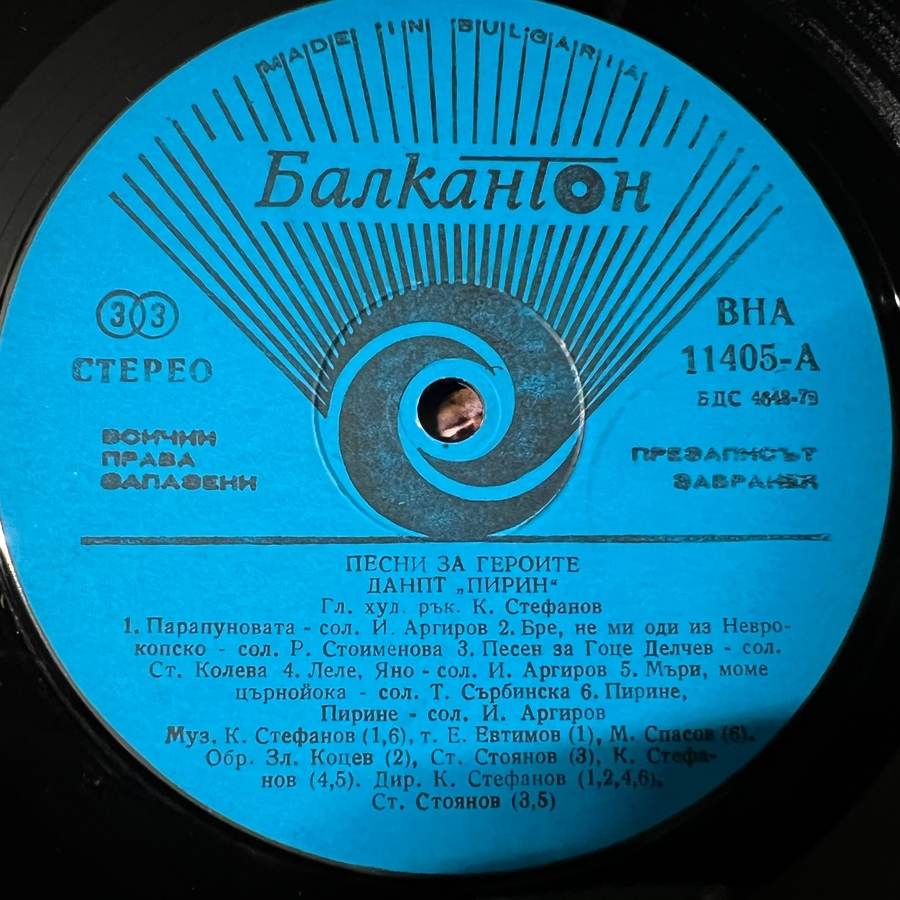 MADE IN BULGARIA
Балкантон
33
СТЕРЕО
ВНА
11405-А
БДС 4648-79
ВСИЧКИ
ПРАВА
ЗАПАЗЕНИ
ПРЕЗАПИСЪТ
ЗАБРАНЕН
ПЕСНИ ЗА ГЕРОИТЕ
ДАНПТ „ПИРИН“
Гл. худ. рък. К. Стефанов
1. Парапуновата - сол. И. Аргиров 2. Бре, не ми оди из Невро-
копско - сол. Р. Стоименова 3. Песен за Гоце Делчев - сол.
Ст. Колева 4. Леле, Яно - сол. И. Аргиров 5. Мъри, моме
църнойока - сол. Т. Сърбинска 6. Пирине,
Пирине - сол. И. Аргиров
Муз. К. Стефанов (1,6), т. Е. Евтимов (1), М. Спасов (6).
Обр. Зл. Коцев (2), Ст. Стоянов (3), К. Стефа-
нов (4,5). Дир. К. Стефанов (1,2,4,6),
Ст. Стоянов (3,5)